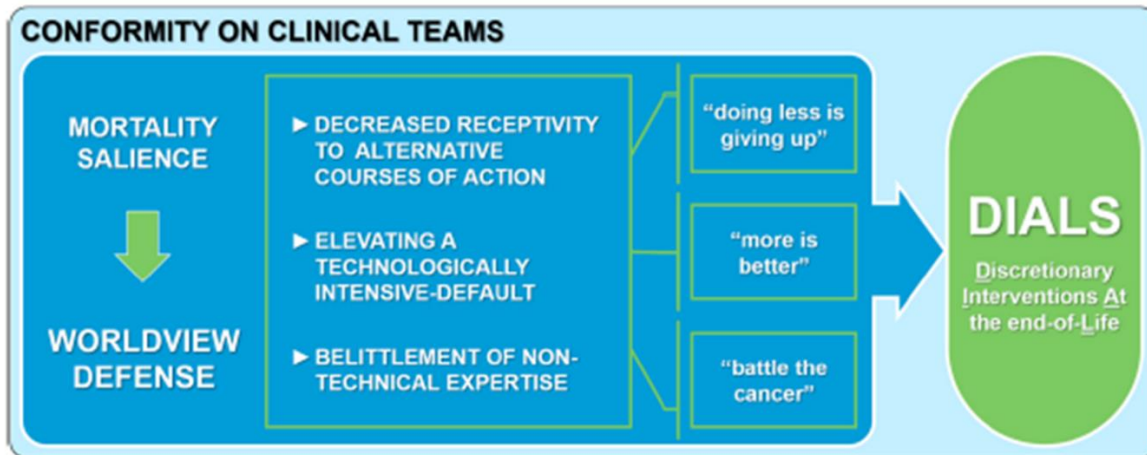 CONFORMITY ON CLINICAL TEAMS
MORTALITY
SALIENCE
WORLDVIEW
DEFENSE
►DECREASED RECEPTIVITY
TO ALTERNATIVE
COURSES OF ACTION
►ELEVATING A
TECHNOLOGICALLY
INTENSIVE-DEFAULT
►BELITTLEMENT OF NON-
TECHNICAL EXPERTISE
“doing less is
giving up”
“more is
better”
“battle the
cancer”
DIALS
Discretionary
Interventions At
the end-of-Life